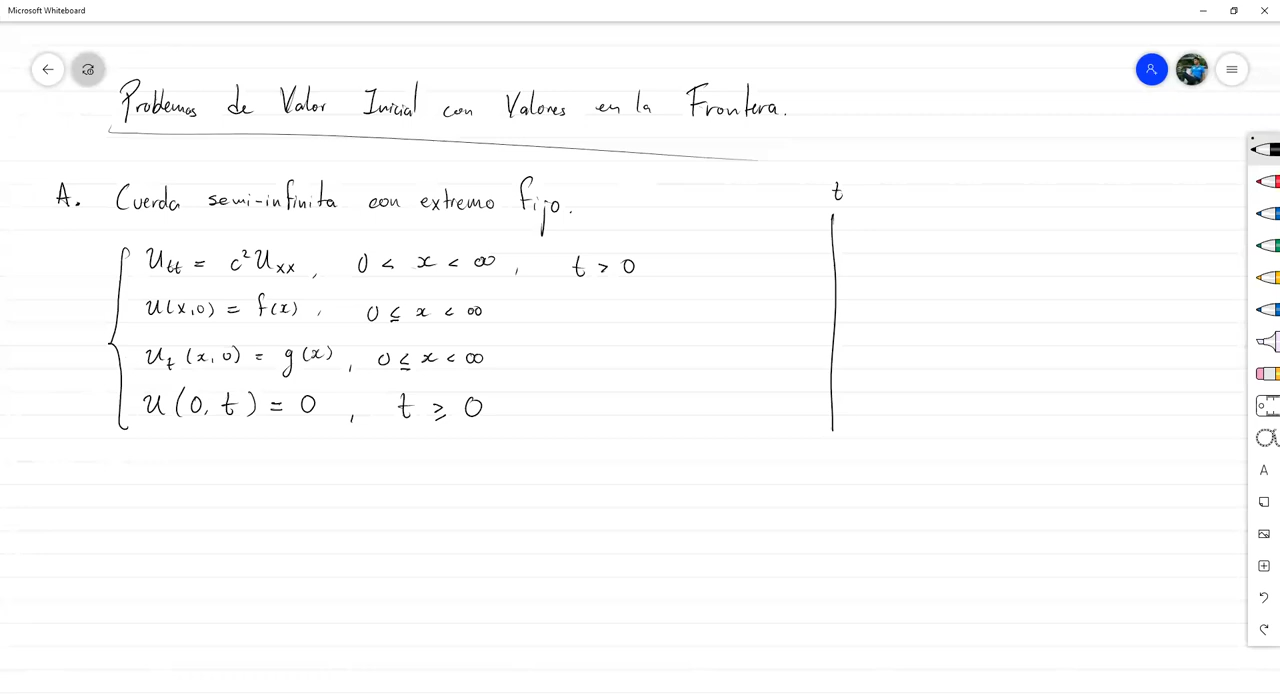 Microsoft Whiteboard
Problemas de Valor Inicial con Valores en la Frontera.
A. Cuerda semi-infinita con extremo fijo.
t
U_tt = c²U_xx , 0 < x < ∞ , t > 0
U(x,0) = f(x) , 0 ≤ x < ∞
U_t(x,0) = g(x) , 0 ≤ x < ∞
U(0,t) = 0 , t ≥ 0
A